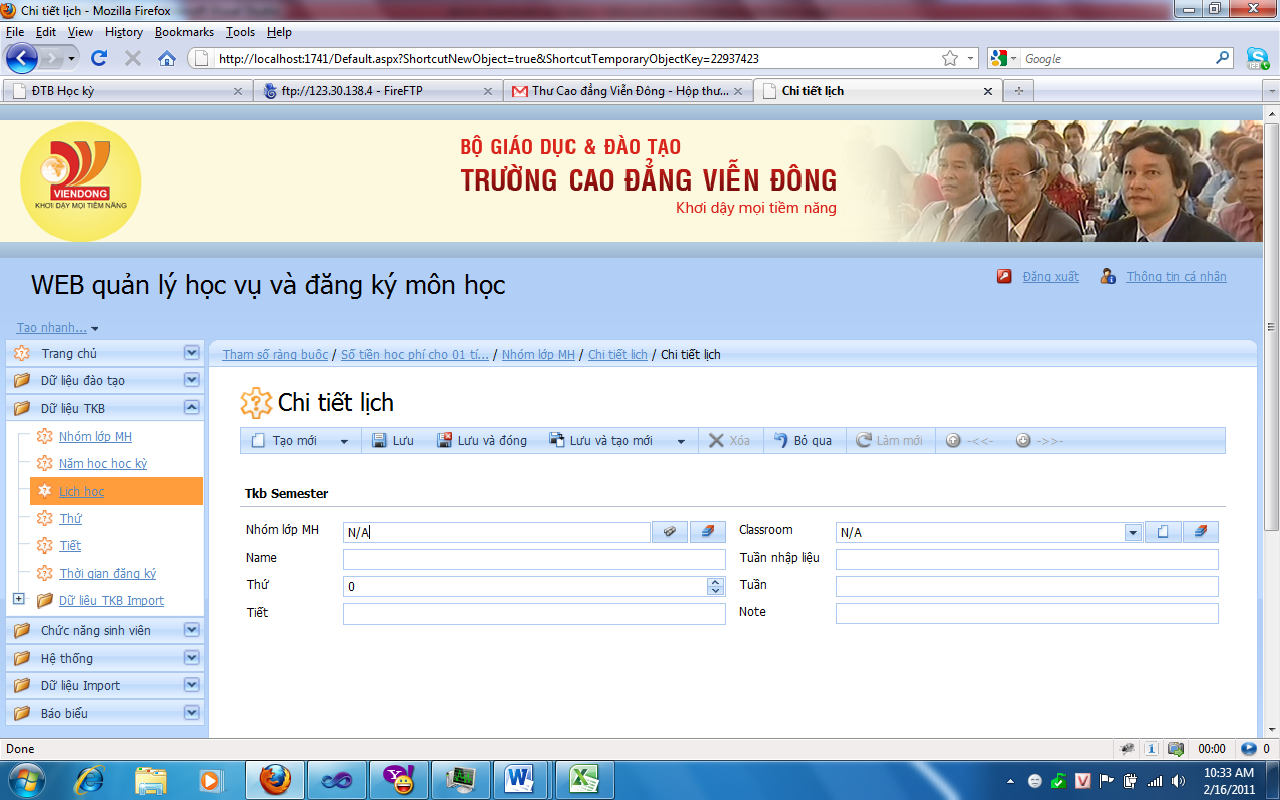 Chi tiết lịch - Mozilla Firefox
File Edit View History Bookmarks Tools Help
http://localhost:1741/Default.aspx?ShortcutNewObject=true&ShortcutTemporaryObjectKey=22937423
Google
ĐTB Học kỳ
ftp://123.30.138.4 - FireFTP
Thư Cao đẳng Viễn Đông - Hộp thư...
Chi tiết lịch
VIENDONG
KHƠI DẬY MỌI TIỀM NĂNG
BỘ GIÁO DỤC & ĐÀO TẠO
TRƯỜNG CAO ĐẲNG VIỄN ĐÔNG
Khơi dậy mọi tiềm năng
WEB quản lý học vụ và đăng ký môn học
Đăng xuất Thông tin cá nhân
Tạo nhanh...
Trang chủ
Dữ liệu đào tạo
Dữ liệu TKB
Nhóm lớp MH
Năm học học kỳ
Lịch học
Thứ
Tiết
Thời gian đăng ký
Dữ liệu TKB Import
Chức năng sinh viên
Hệ thống
Dữ liệu Import
Báo biểu
Tham số ràng buộc / Số tiền học phí cho 01 tí... / Nhóm lớp MH / Chi tiết lịch / Chi tiết lịch
Chi tiết lịch
Tạo mới Lưu Lưu và đóng Lưu và tạo mới Xóa Bỏ qua Làm mới -<<- ->>-
Tkb Semester
Nhóm lớp MH N/A Classroom N/A
Name Tuần nhập liệu
Thứ 0 Tuần
Tiết Note
Done
00:00 0
10:33 AM
2/16/2011